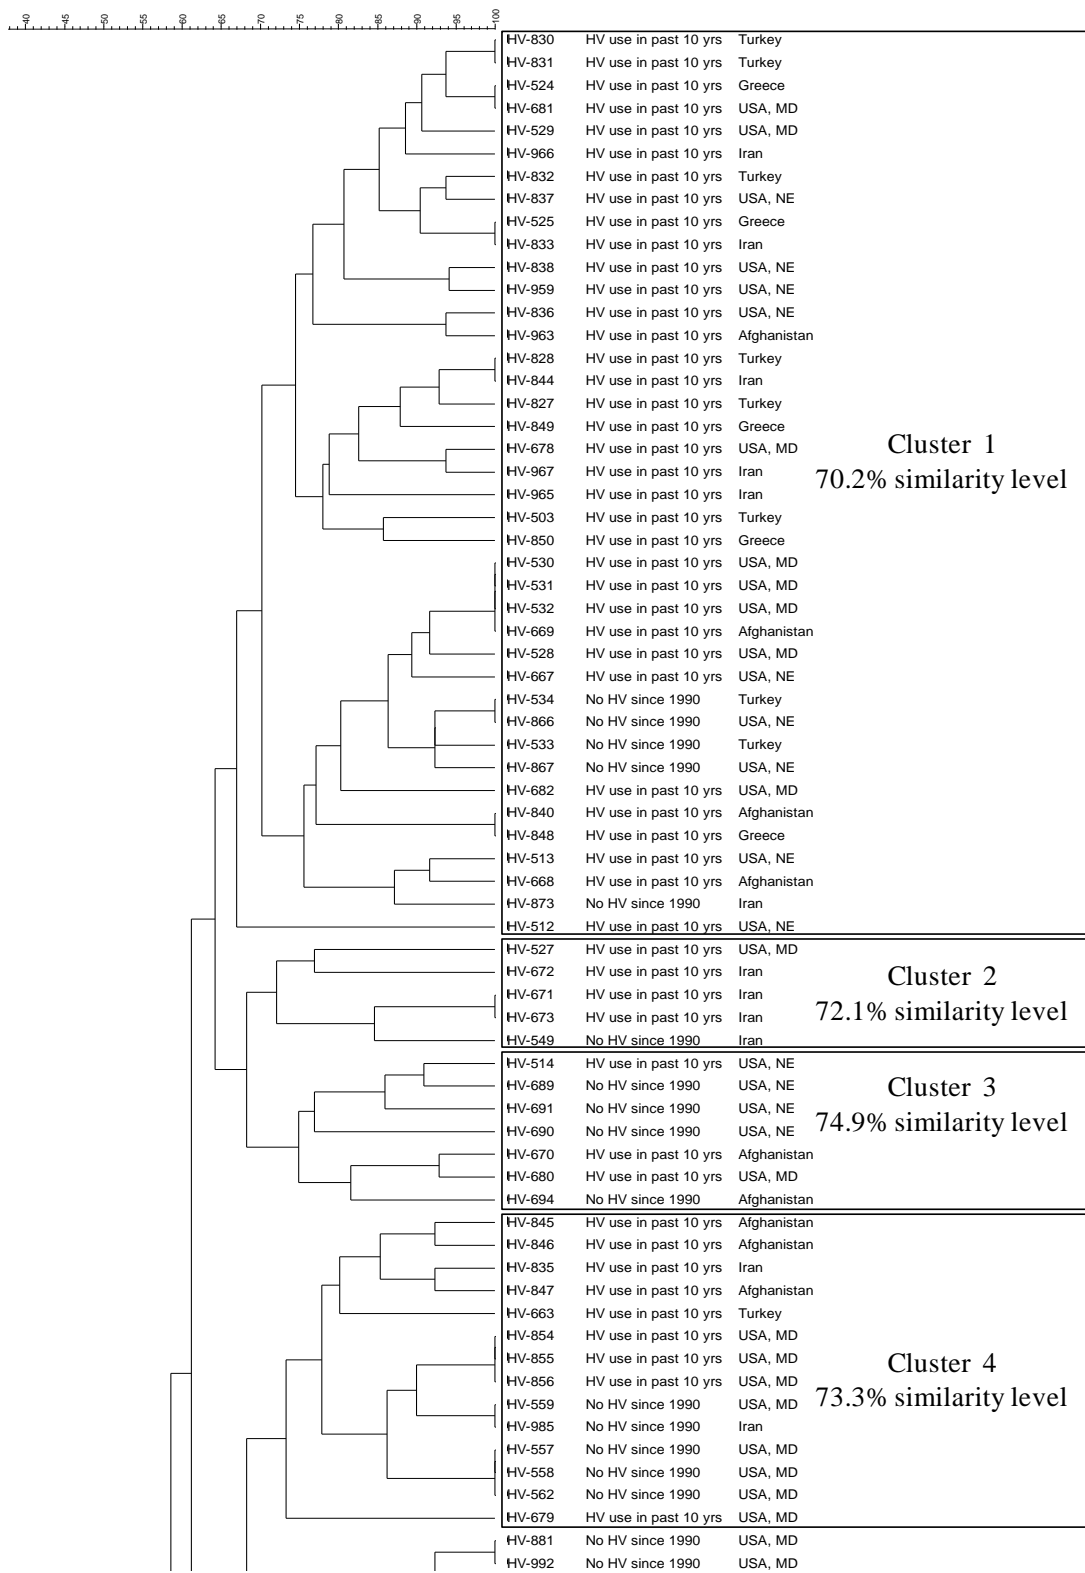 40 45 50 55 60 65 70 75 80 85 90 95 100
HV-830 HV use in past 10 yrs Turkey
HV-831 HV use in past 10 yrs Turkey
HV-524 HV use in past 10 yrs Greece
HV-681 HV use in past 10 yrs USA, MD
HV-529 HV use in past 10 yrs USA, MD
HV-966 HV use in past 10 yrs Iran
HV-832 HV use in past 10 yrs Turkey
HV-837 HV use in past 10 yrs USA, NE
HV-525 HV use in past 10 yrs Greece
HV-833 HV use in past 10 yrs Iran
HV-838 HV use in past 10 yrs USA, NE
HV-959 HV use in past 10 yrs USA, NE
HV-836 HV use in past 10 yrs USA, NE
HV-963 HV use in past 10 yrs Afghanistan
HV-828 HV use in past 10 yrs Turkey
HV-844 HV use in past 10 yrs Iran
HV-827 HV use in past 10 yrs Turkey
HV-849 HV use in past 10 yrs Greece
HV-678 HV use in past 10 yrs USA, MD
HV-967 HV use in past 10 yrs Iran
HV-965 HV use in past 10 yrs Iran
HV-503 HV use in past 10 yrs Turkey
HV-850 HV use in past 10 yrs Greece
HV-530 HV use in past 10 yrs USA, MD
HV-531 HV use in past 10 yrs USA, MD
HV-532 HV use in past 10 yrs USA, MD
HV-669 HV use in past 10 yrs Afghanistan
HV-528 HV use in past 10 yrs USA, MD
HV-667 HV use in past 10 yrs USA, NE
HV-534 No HV since 1990 Turkey
HV-866 No HV since 1990 USA, NE
HV-533 No HV since 1990 Turkey
HV-867 No HV since 1990 USA, NE
HV-682 HV use in past 10 yrs USA, MD
HV-840 HV use in past 10 yrs Afghanistan
HV-848 HV use in past 10 yrs Greece
HV-513 HV use in past 10 yrs USA, NE
HV-668 HV use in past 10 yrs Afghanistan
HV-873 No HV since 1990 Iran
HV-512 HV use in past 10 yrs USA, NE
Cluster 1
70.2% similarity level
HV-527 HV use in past 10 yrs USA, MD
HV-672 HV use in past 10 yrs Iran
HV-671 HV use in past 10 yrs Iran
HV-673 HV use in past 10 yrs Iran
HV-549 No HV since 1990 Iran
Cluster 2
72.1% similarity level
HV-514 HV use in past 10 yrs USA, NE
HV-689 No HV since 1990 USA, NE
HV-691 No HV since 1990 USA, NE
HV-690 No HV since 1990 USA, NE
HV-670 HV use in past 10 yrs Afghanistan
HV-680 HV use in past 10 yrs USA, MD
HV-694 No HV since 1990 Afghanistan
Cluster 3
74.9% similarity level
HV-845 HV use in past 10 yrs Afghanistan
HV-846 HV use in past 10 yrs Afghanistan
HV-835 HV use in past 10 yrs Iran
HV-847 HV use in past 10 yrs Afghanistan
HV-663 HV use in past 10 yrs Turkey
HV-854 HV use in past 10 yrs USA, MD
HV-855 HV use in past 10 yrs USA, MD
HV-856 HV use in past 10 yrs USA, MD
HV-559 No HV since 1990 USA, MD
HV-985 No HV since 1990 Iran
HV-557 No HV since 1990 USA, MD
HV-558 No HV since 1990 USA, MD
HV-562 No HV since 1990 USA, MD
HV-679 HV use in past 10 yrs USA, MD
Cluster 4
73.3% similarity level
HV-881 No HV since 1990 USA, MD
HV-992 No HV since 1990 USA, MD